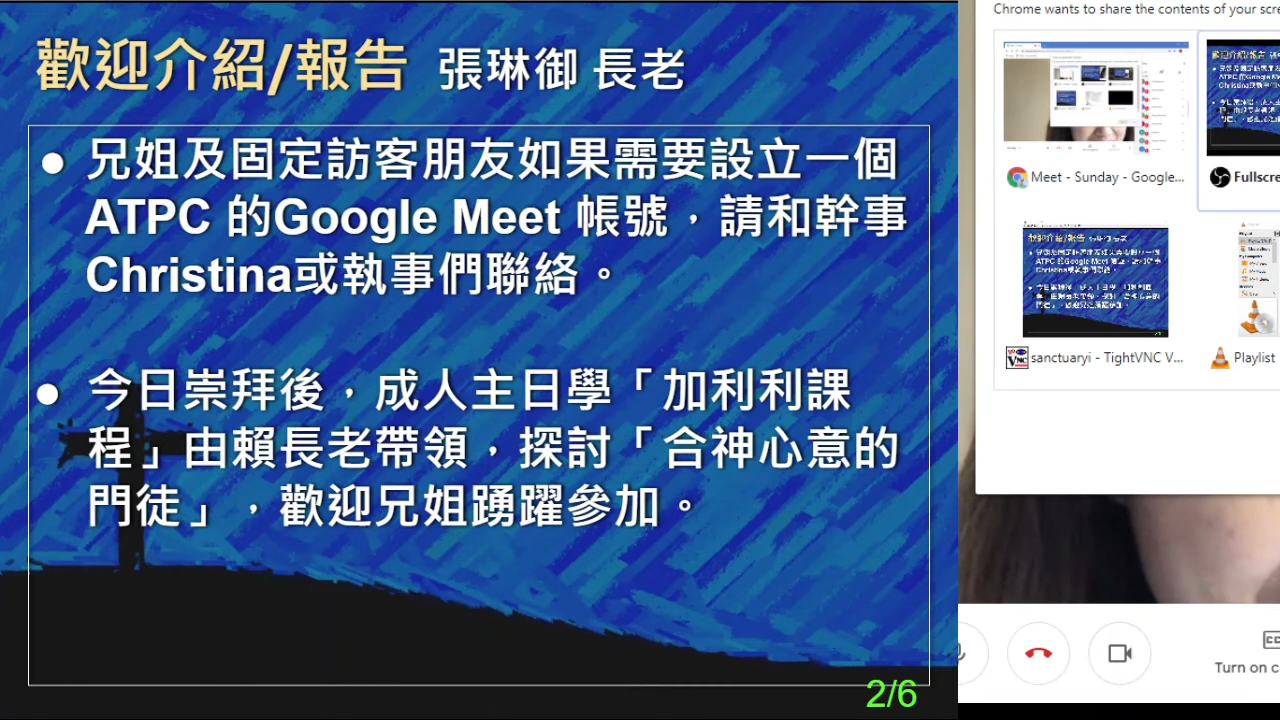 歡迎介紹/報告 張琳御 長老
● 兄姐及固定訪客朋友如果需要設立一個
ATPC 的Google Meet 帳號，請和幹事
Christina或執事們聯絡。
● 今日崇拜後，成人主日學「加利利課
程」由賴長老帶領，探討「合神心意的
門徒」，歡迎兄姐踴躍參加。
2/6
Chrome wants to share the contents of your scre
Meet - Sunday - Google...
Fullscre
sanctuaryi - TightVNC V...
Playlist
Turn on c